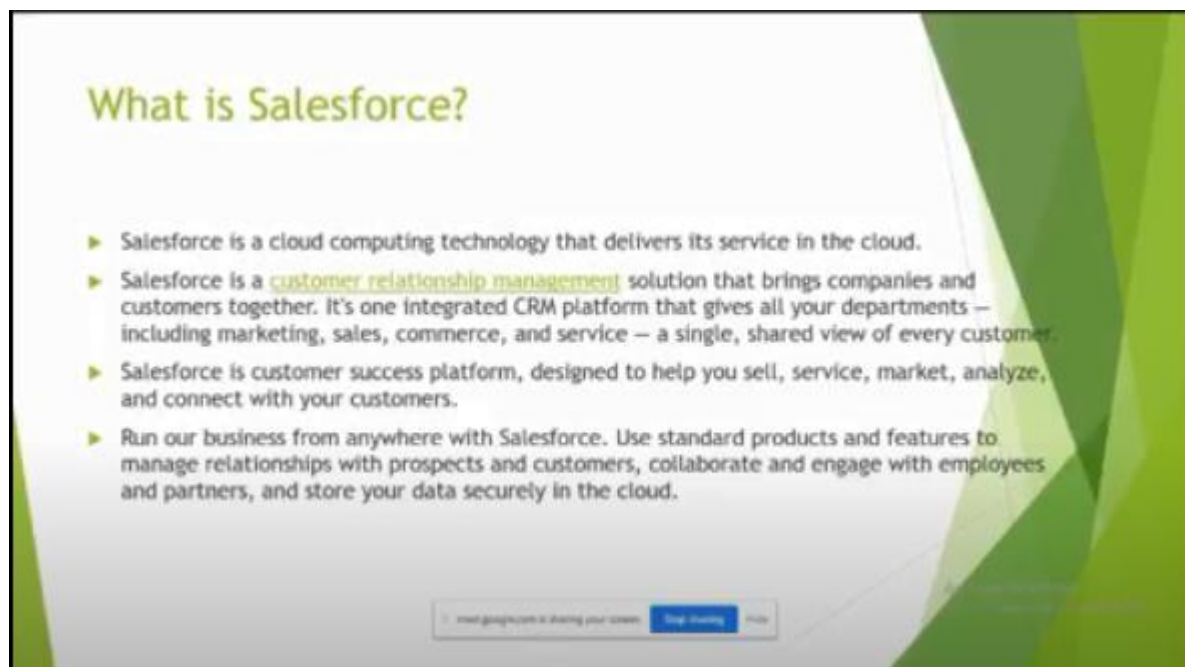 What is Salesforce?
Salesforce is a cloud computing technology that delivers its service in the cloud.
Salesforce is a customer relationship management solution that brings companies and
customers together. It's one integrated CRM platform that gives all your departments —
including marketing, sales, commerce, and service — a single, shared view of every customer.
Salesforce is customer success platform, designed to help you sell, service, market, analyze,
and connect with your customers.
Run our business from anywhere with Salesforce. Use standard products and features to
manage relationships with prospects and customers, collaborate and engage with employees
and partners, and store your data securely in the cloud.
meet.google.com is sharing your screen. Stop sharing Hide